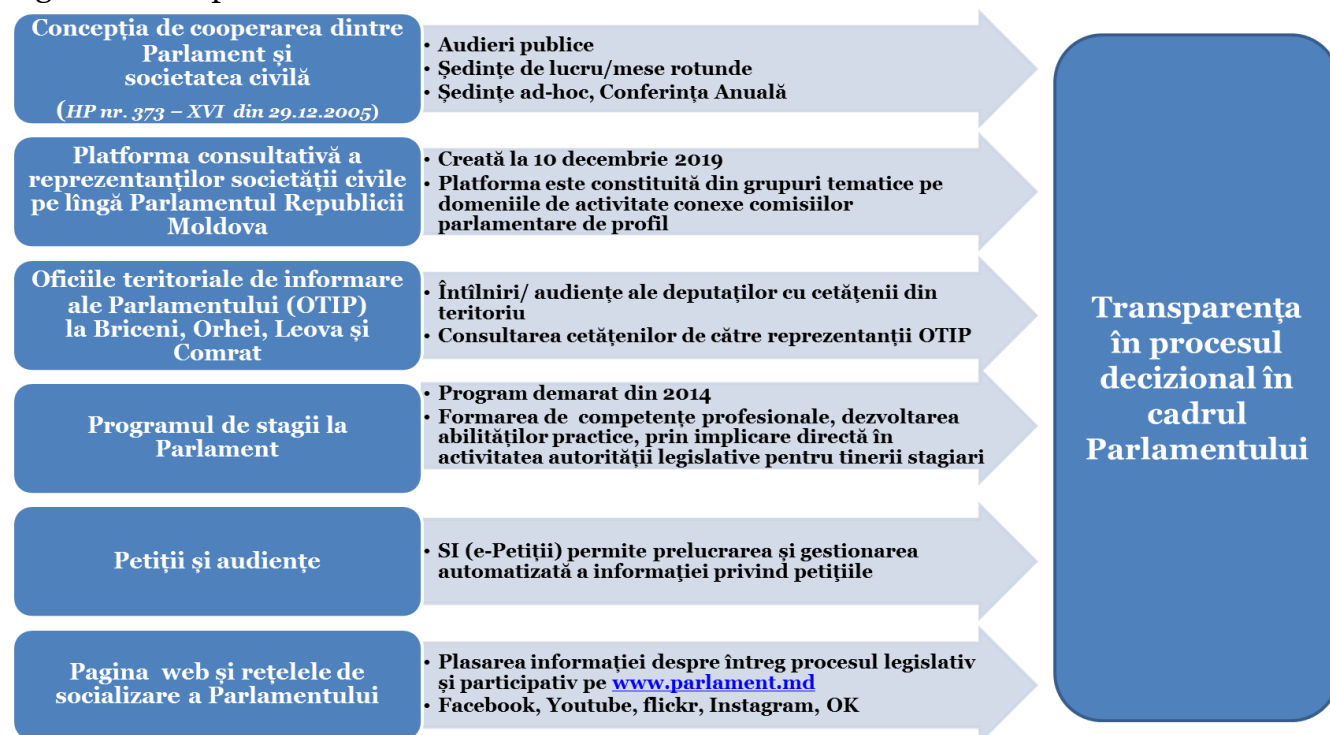 Concepția de cooperarea dintre
Parlament și
societatea civilă
(HP nr. 373 – XVI din 29.12.2005)
• Audieri publice
• Ședințe de lucru/mese rotunde
• Ședințe ad-hoc, Conferința Anuală
Platforma consultativă a
reprezentanților societății civile
pe lîngă Parlamentul Republicii
Moldova
• Creată la 10 decembrie 2019
• Platforma este constituită din grupuri tematice pe
domeniile de activitate conexe comisiilor
parlamentare de profil
Oficiile teritoriale de informare
ale Parlamentului (OTIP)
la Briceni, Orhei, Leova și
Comrat
• Întîlniri/ audiențe ale deputaților cu cetățenii din
teritoriu
• Consultarea cetățenilor de către reprezentanții OTIP
Programul de stagii la
Parlament
• Program demarat din 2014
• Formarea de competențe profesionale, dezvoltarea
abilităților practice, prin implicare directă în
activitatea autorității legislative pentru tinerii stagiari
Petiții și audiențe
• SI (e-Petiții) permite prelucrarea și gestionarea
automatizată a informaţiei privind petiţiile
Pagina web și rețelele de
socializare a Parlamentului
• Plasarea informației despre întreg procesul legislativ
și participativ pe www.parlament.md
• Facebook, Youtube, flickr, Instagram, OK
Transparența
în procesul
decizional în
cadrul
Parlamentului